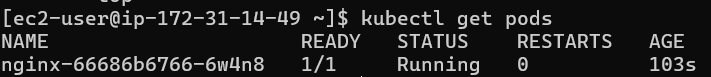 [ec2-user@ip-172-31-14-49 ~]$ kubectl get pods
NAME                     READY   STATUS    RESTARTS   AGE
nginx-66686b6766-6w4n8   1/1     Running   0          103s